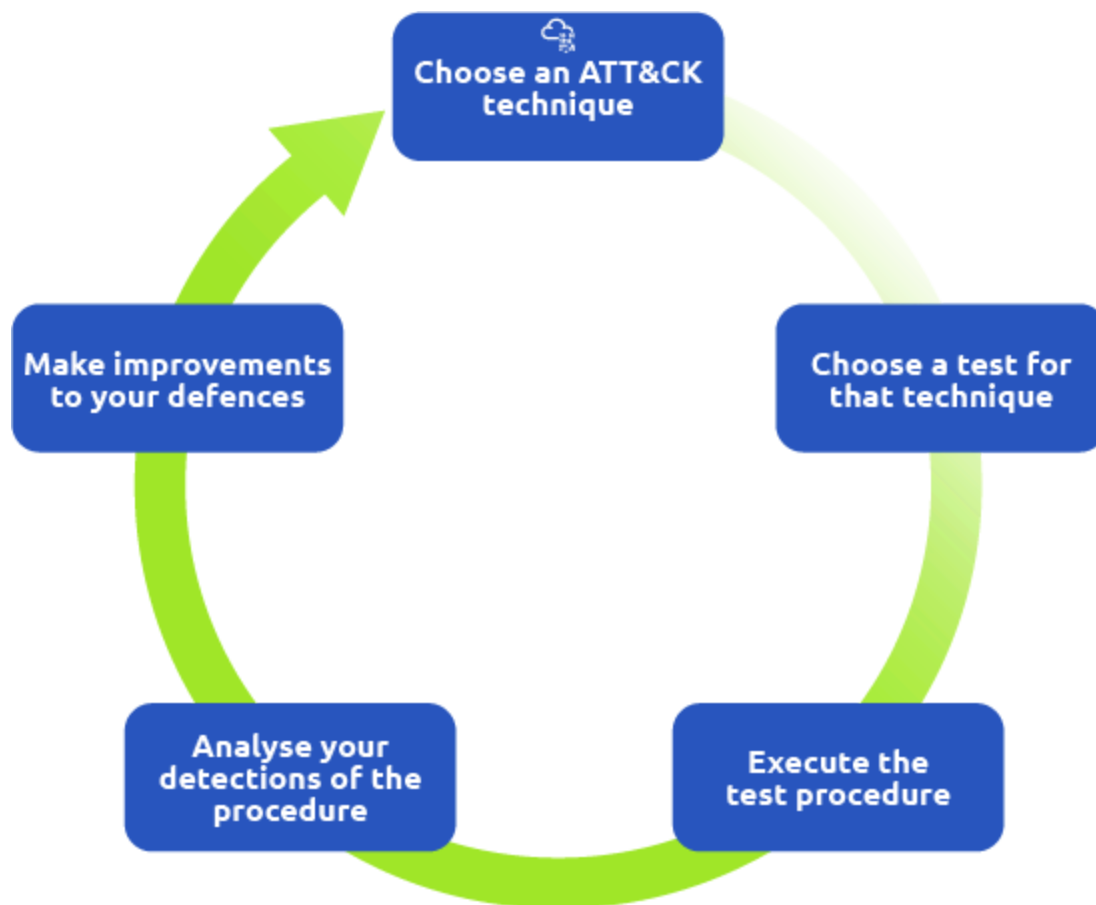 Choose an ATT&CK
technique
Choose a test for
that technique
Execute the
test procedure
Analyse your
detections of the
procedure
Make improvements
to your defences